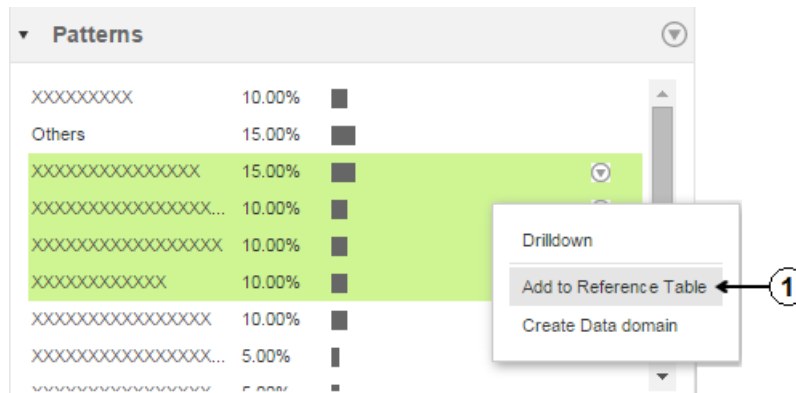 Patterns
XXXXXXXXX 10.00%
Others 15.00%
XXXXXXXXXXXXXXX 15.00%
XXXXXXXXXXXXXXXX... 10.00%
XXXXXXXXXXXXXXXXX 10.00%
XXXXXXXXXXXX 10.00%
XXXXXXXXXXXXXXXX 10.00%
XXXXXXXXXXXXXXXX... 5.00%
Drilldown
Add to Reference Table
1
Create Data domain